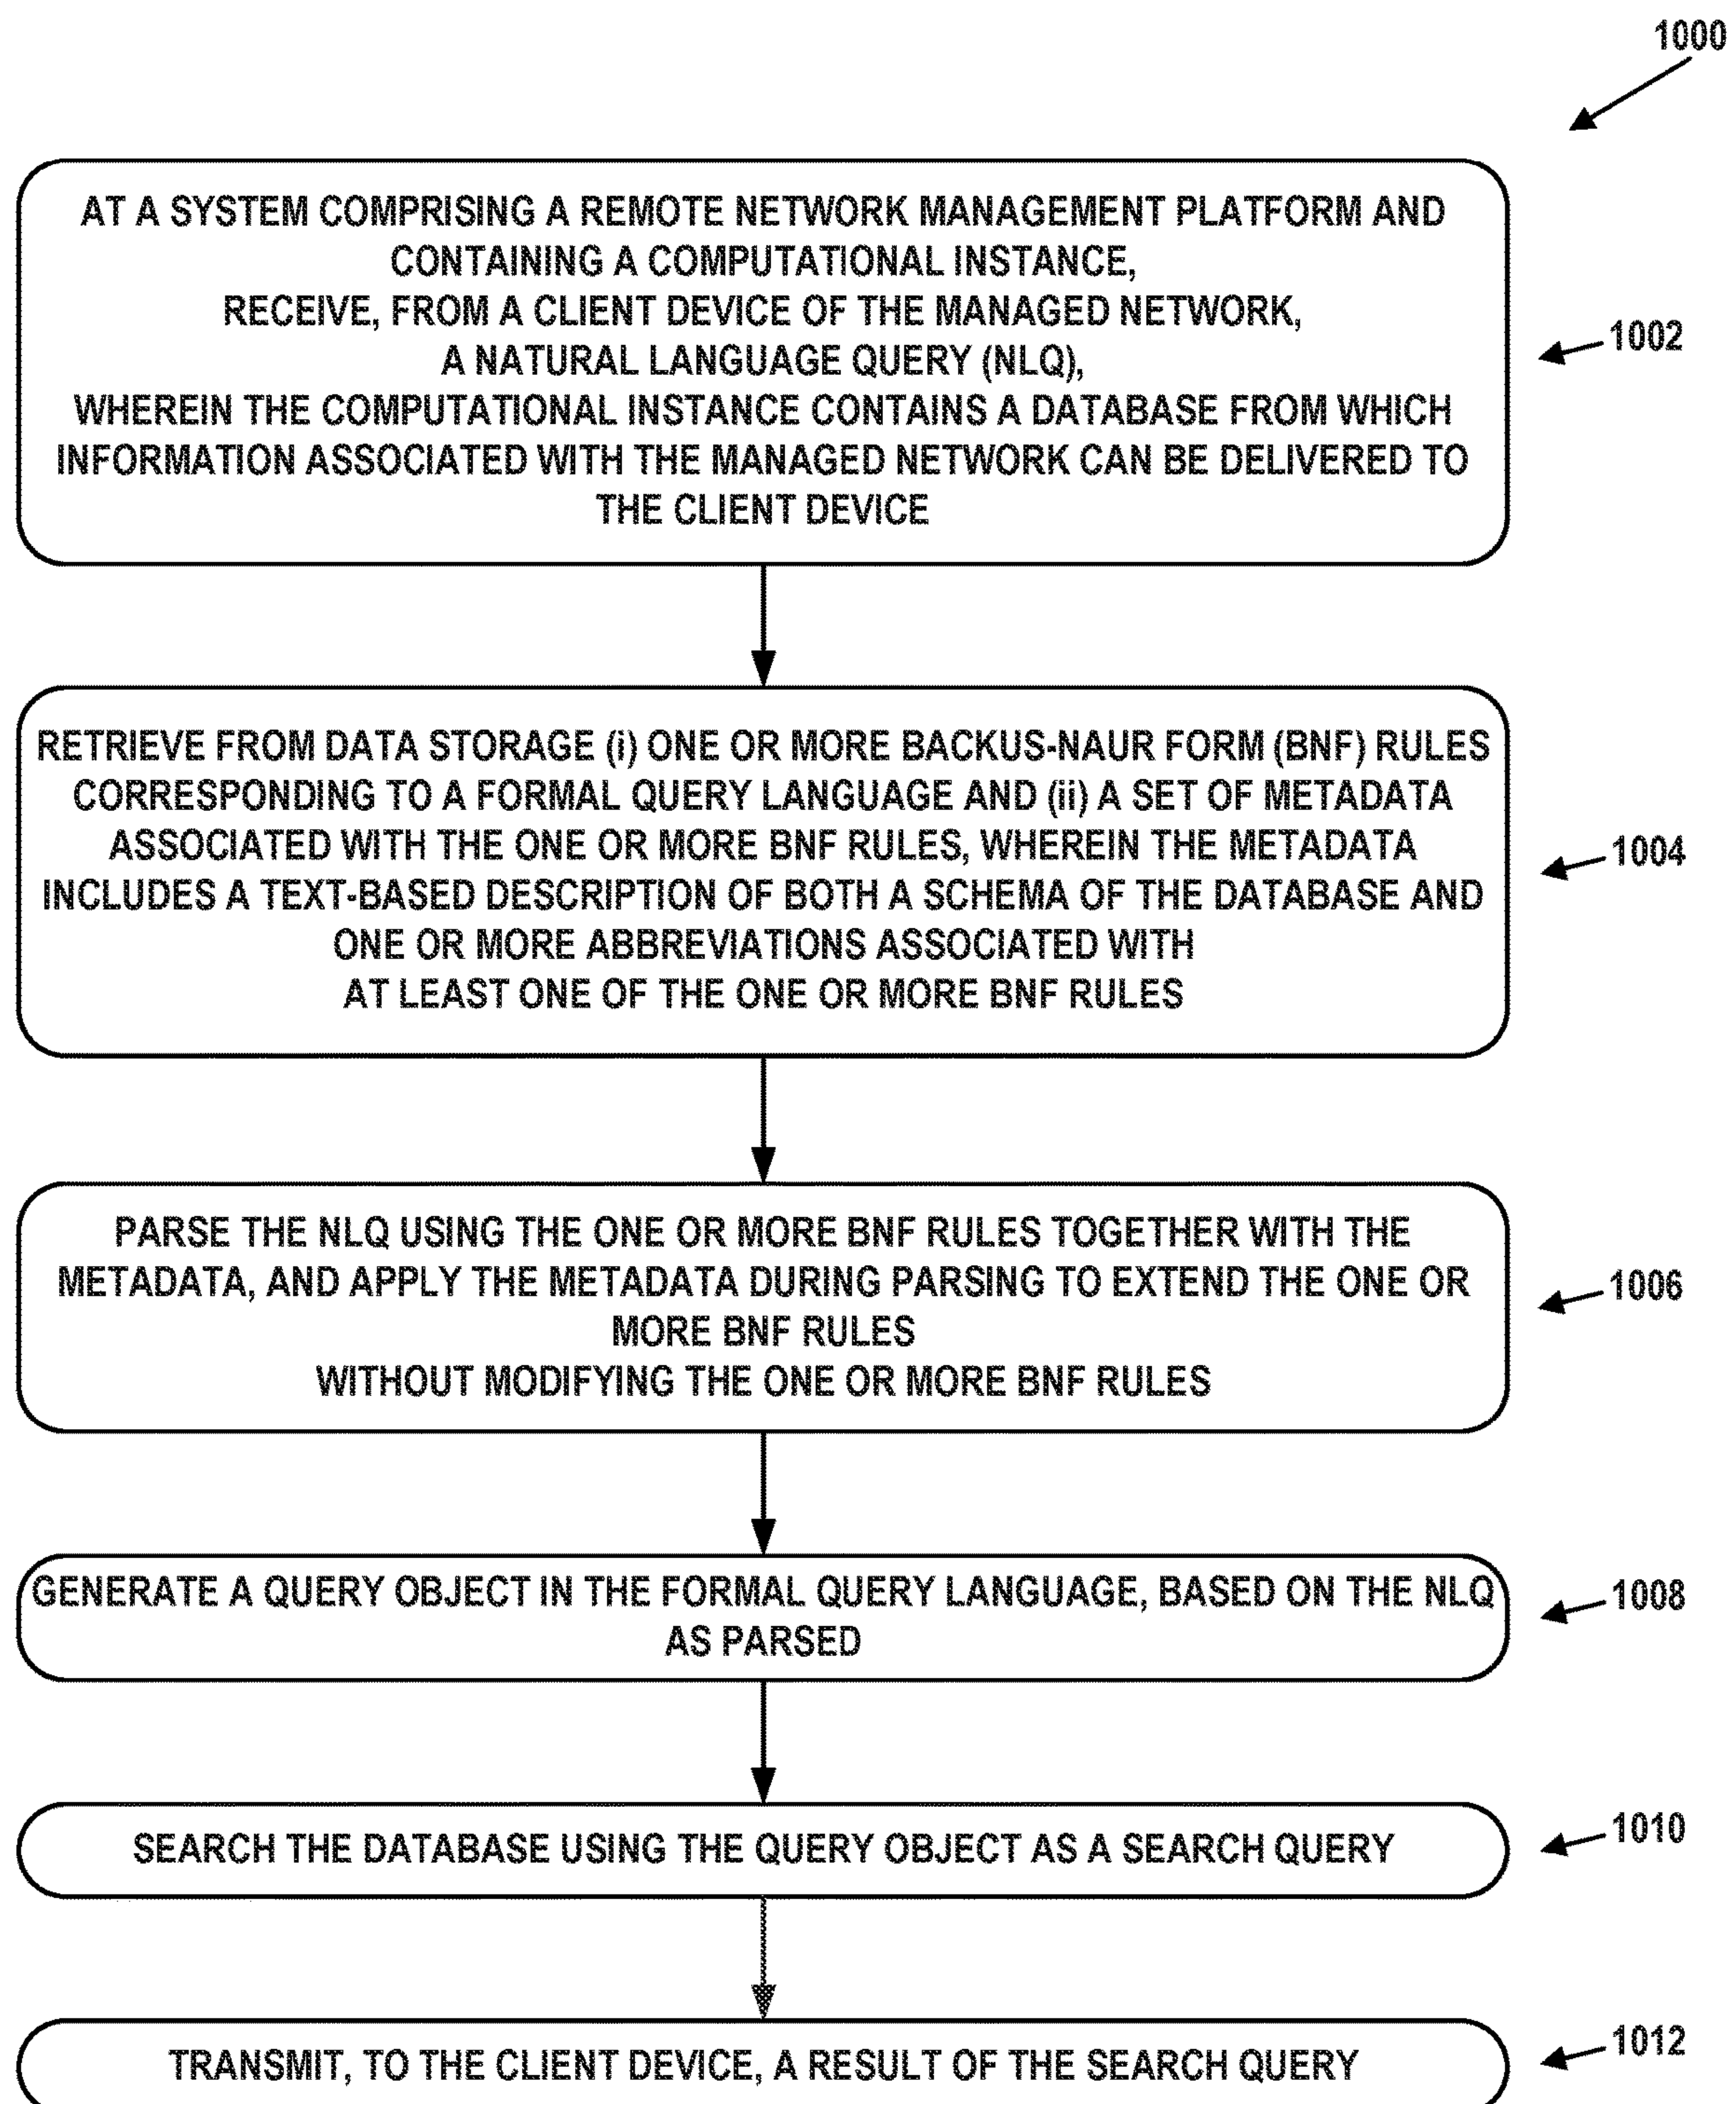 1000
AT A SYSTEM COMPRISING A REMOTE NETWORK MANAGEMENT PLATFORM AND
CONTAINING A COMPUTATIONAL INSTANCE,
RECEIVE, FROM A CLIENT DEVICE OF THE MANAGED NETWORK,
A NATURAL LANGUAGE QUERY (NLQ),
WHEREIN THE COMPUTATIONAL INSTANCE CONTAINS A DATABASE FROM WHICH
INFORMATION ASSOCIATED WITH THE MANAGED NETWORK CAN BE DELIVERED TO
THE CLIENT DEVICE
1002
RETRIEVE FROM DATA STORAGE (i) ONE OR MORE BACKUS-NAUR FORM (BNF) RULES
CORRESPONDING TO A FORMAL QUERY LANGUAGE AND (ii) A SET OF METADATA
ASSOCIATED WITH THE ONE OR MORE BNF RULES, WHEREIN THE METADATA
INCLUDES A TEXT-BASED DESCRIPTION OF BOTH A SCHEMA OF THE DATABASE AND
ONE OR MORE ABBREVIATIONS ASSOCIATED WITH
AT LEAST ONE OF THE ONE OR MORE BNF RULES
1004
PARSE THE NLQ USING THE ONE OR MORE BNF RULES TOGETHER WITH THE
METADATA, AND APPLY THE METADATA DURING PARSING TO EXTEND THE ONE OR
MORE BNF RULES
WITHOUT MODIFYING THE ONE OR MORE BNF RULES
1006
GENERATE A QUERY OBJECT IN THE FORMAL QUERY LANGUAGE, BASED ON THE NLQ
AS PARSED
1008
SEARCH THE DATABASE USING THE QUERY OBJECT AS A SEARCH QUERY
1010
TRANSMIT, TO THE CLIENT DEVICE, A RESULT OF THE SEARCH QUERY
1012